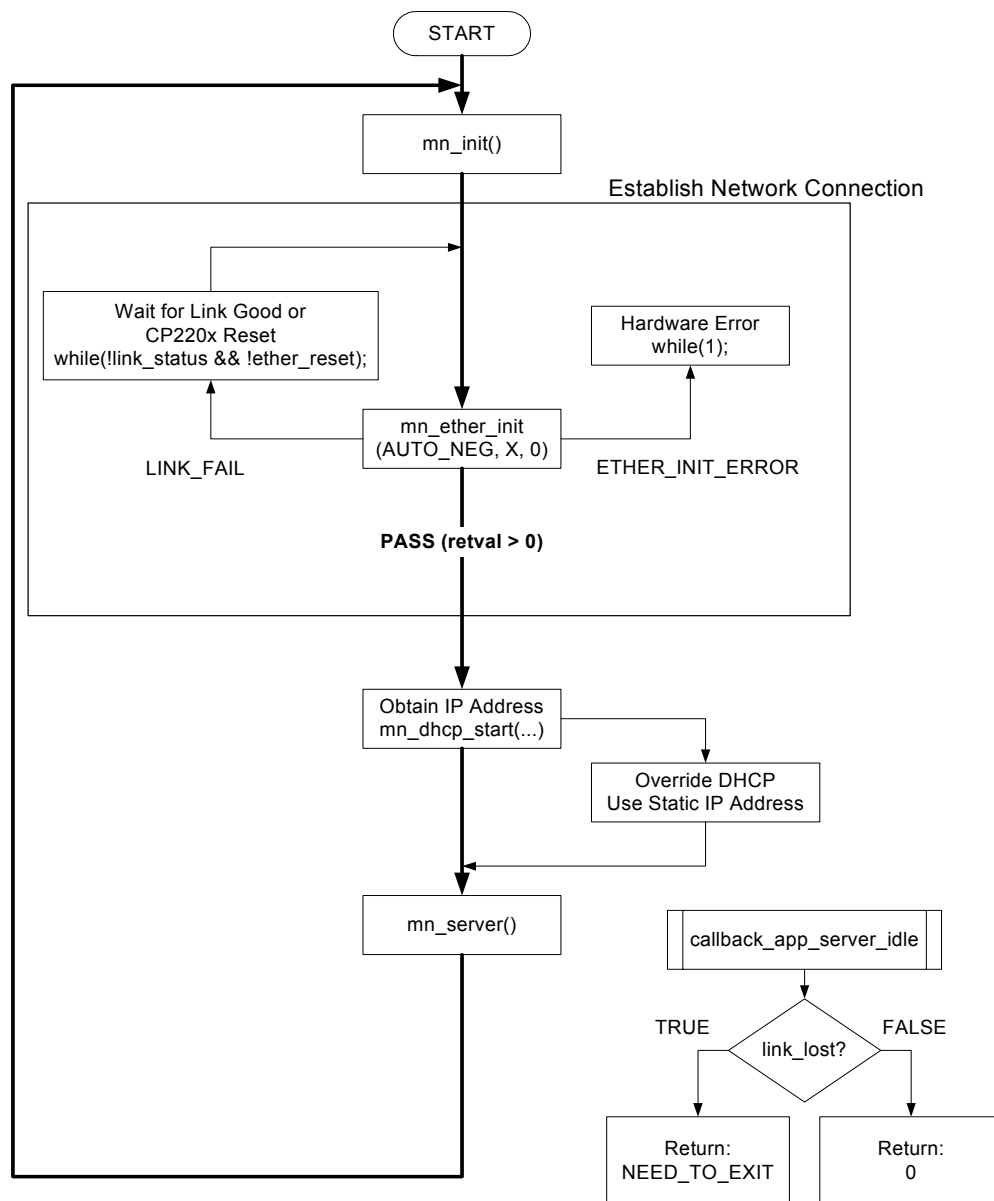 START
mn_init()
Establish Network Connection
Wait for Link Good or
CP220x Reset
while(!link_status && !ether_reset);
Hardware Error
while(1);
mn_ether_init
(AUTO_NEG, X, 0)
LINK_FAIL
ETHER_INIT_ERROR
PASS (retval > 0)
Obtain IP Address
mn_dhcp_start(...)
Override DHCP
Use Static IP Address
mn_server()
callback_app_server_idle
TRUE
FALSE
link_lost?
Return:
NEED_TO_EXIT
Return:
0